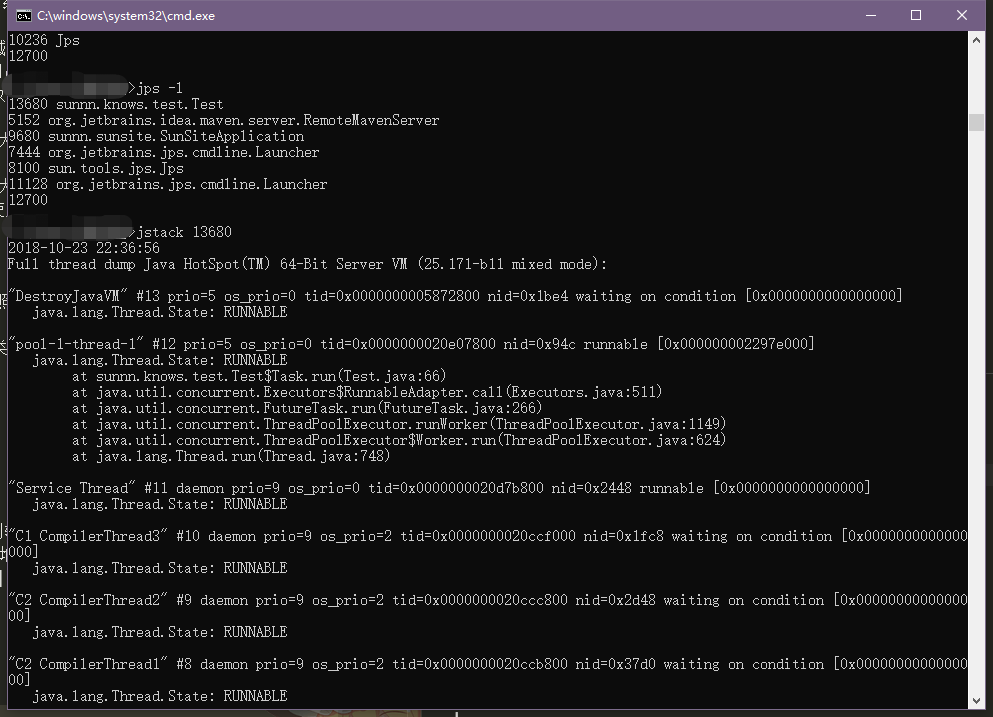 C:\windows\system32\cmd.exe
10236 Jps
12700
>jps -l
13680 sunnn.knows.test.Test
5152 org.jetbrains.idea.maven.server.RemoteMavenServer
9680 sunnn.sunsite.SunSiteApplication
7444 org.jetbrains.jps.cmdline.Launcher
8100 sun.tools.jps.Jps
11128 org.jetbrains.jps.cmdline.Launcher
12700
>jstack 13680
2018-10-23 22:36:56
Full thread dump Java HotSpot(TM) 64-Bit Server VM (25.171-b11 mixed mode):
"DestroyJavaVM" #13 prio=5 os_prio=0 tid=0x0000000005872800 nid=0x1be4 waiting on condition [0x0000000000000000]
java.lang.Thread.State: RUNNABLE
"pool-1-thread-1" #12 prio=5 os_prio=0 tid=0x0000000020e07800 nid=0x94c runnable [0x000000002297e000]
java.lang.Thread.State: RUNNABLE
at sunnn.knows.test.Test$Task.run(Test.java:66)
at java.util.concurrent.Executors$RunnableAdapter.call(Executors.java:511)
at java.util.concurrent.FutureTask.run(FutureTask.java:266)
at java.util.concurrent.ThreadPoolExecutor.runWorker(ThreadPoolExecutor.java:1149)
at java.util.concurrent.ThreadPoolExecutor$Worker.run(ThreadPoolExecutor.java:624)
at java.lang.Thread.run(Thread.java:748)
"Service Thread" #11 daemon prio=9 os_prio=0 tid=0x0000000020d7b800 nid=0x2448 runnable [0x0000000000000000]
java.lang.Thread.State: RUNNABLE
"C1 CompilerThread3" #10 daemon prio=9 os_prio=2 tid=0x0000000020ccf000 nid=0x1fc8 waiting on condition [0x0000000000000
000]
java.lang.Thread.State: RUNNABLE
"C2 CompilerThread2" #9 daemon prio=9 os_prio=2 tid=0x0000000020ccc800 nid=0x2d48 waiting on condition [0x00000000000000
00]
java.lang.Thread.State: RUNNABLE
"C2 CompilerThread1" #8 daemon prio=9 os_prio=2 tid=0x0000000020ccb800 nid=0x37d0 waiting on condition [0x00000000000000
00]
java.lang.Thread.State: RUNNABLE